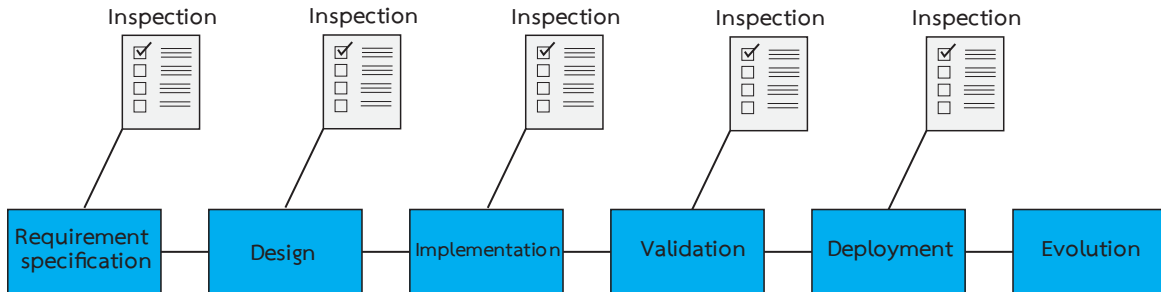 Inspection
Inspection
Inspection
Inspection
Inspection
Requirement
specification
Design
Implementation
Validation
Deployment
Evolution